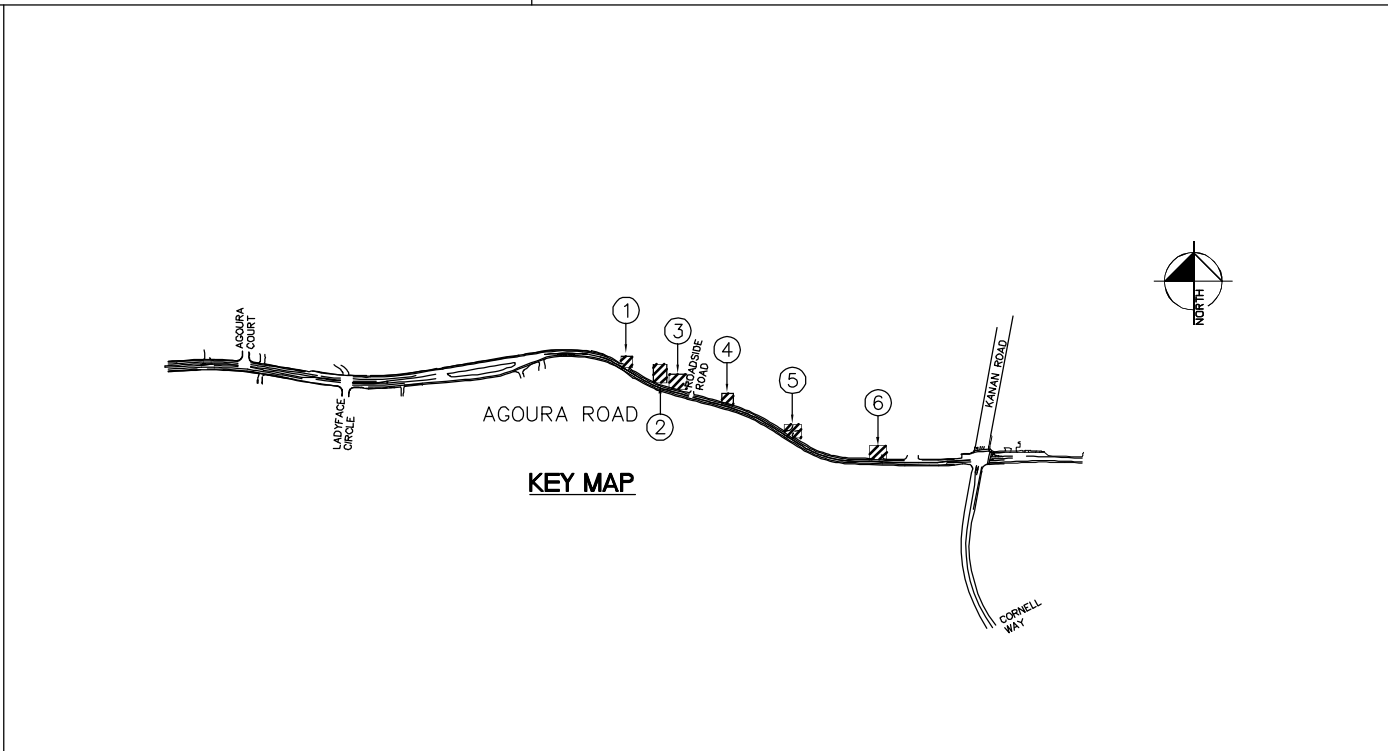 AGOURA
COURT
LADYFACE
CIRCLE
1
3
ROADSIDE
ROAD
4
AGOURA ROAD
2
5
6
KEY MAP
KANAN ROAD
NORTH
CORNELL
WAY